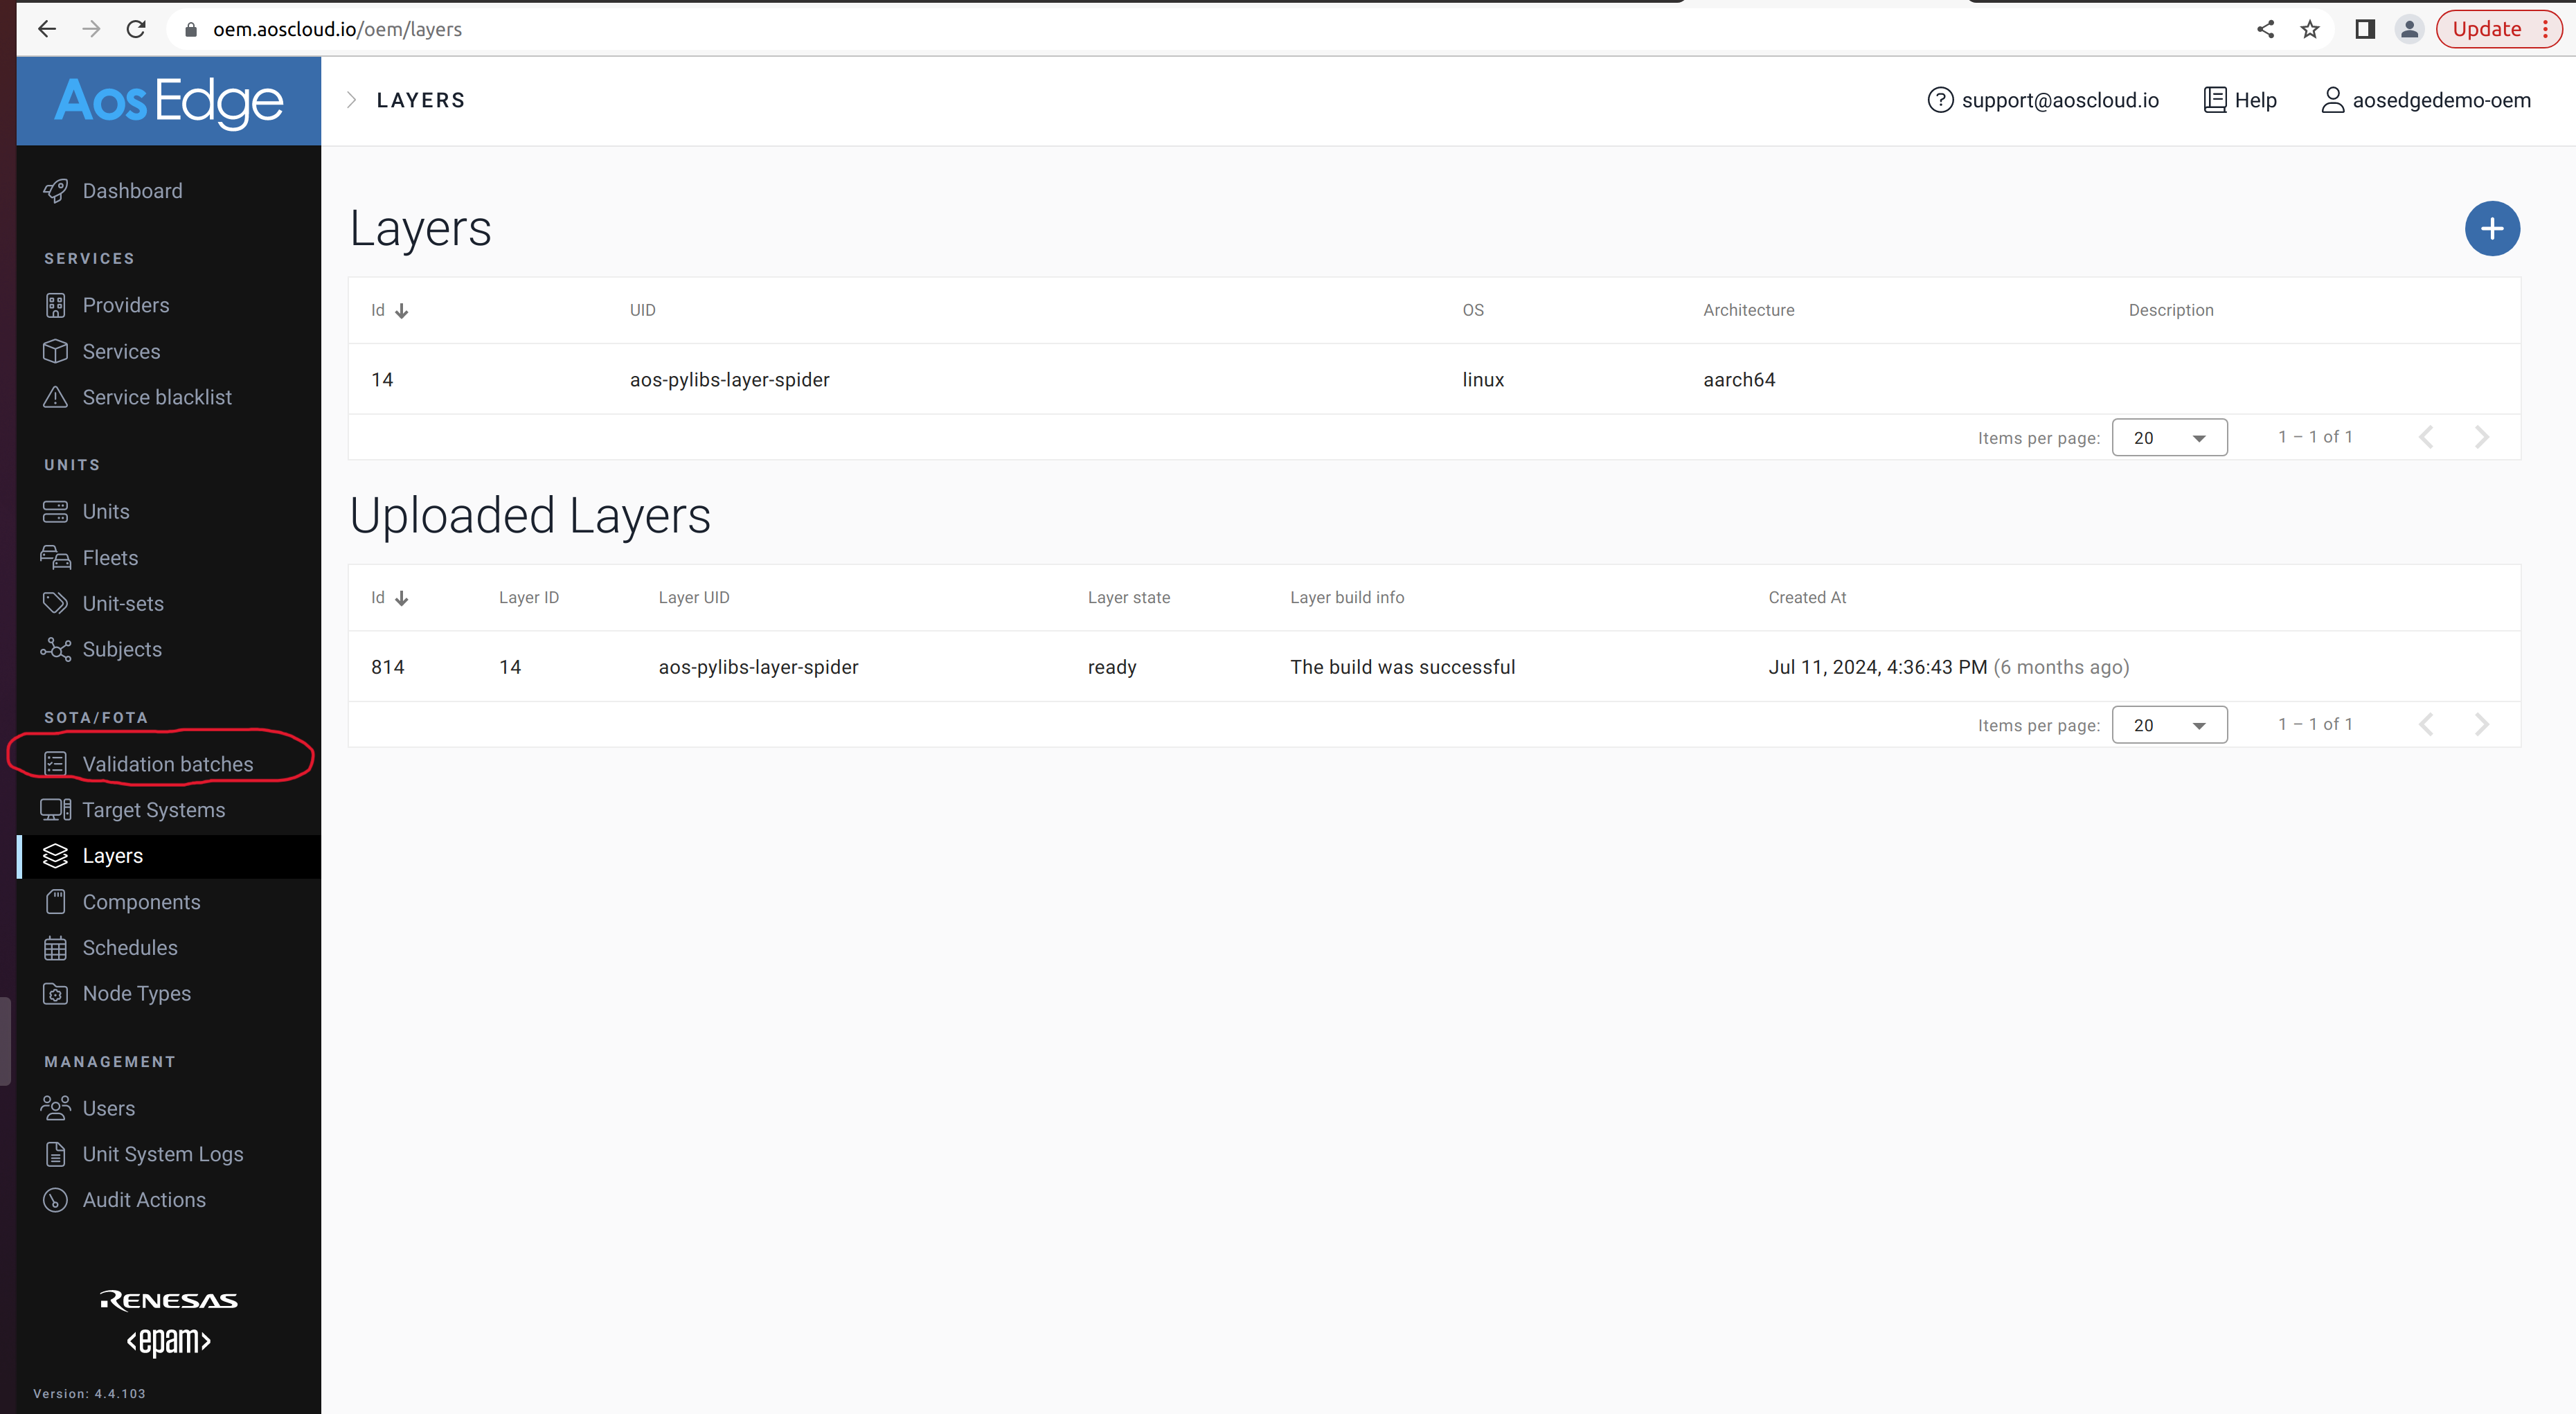 oem.aoscloud.io/oem/layers
Update
AosEdge
LAYERS
support@aoscloud.io
Help
aosedgedemo-oem
Dashboard
SERVICES
Providers
Services
Service blacklist
UNITS
Units
Fleets
Unit-sets
Subjects
SOTA/FOTA
Validation batches
Target Systems
Layers
Components
Schedules
Node Types
MANAGEMENT
Users
Unit System Logs
Audit Actions
RENESAS
<epam>
Version: 4.4.103
Layers
Id UID OS Architecture Description
14 aos-pylibs-layer-spider linux aarch64
Items per page: 20 1 – 1 of 1
Uploaded Layers
Id Layer ID Layer UID Layer state Layer build info Created At
814 14 aos-pylibs-layer-spider ready The build was successful Jul 11, 2024, 4:36:43 PM (6 months ago)
Items per page: 20 1 – 1 of 1